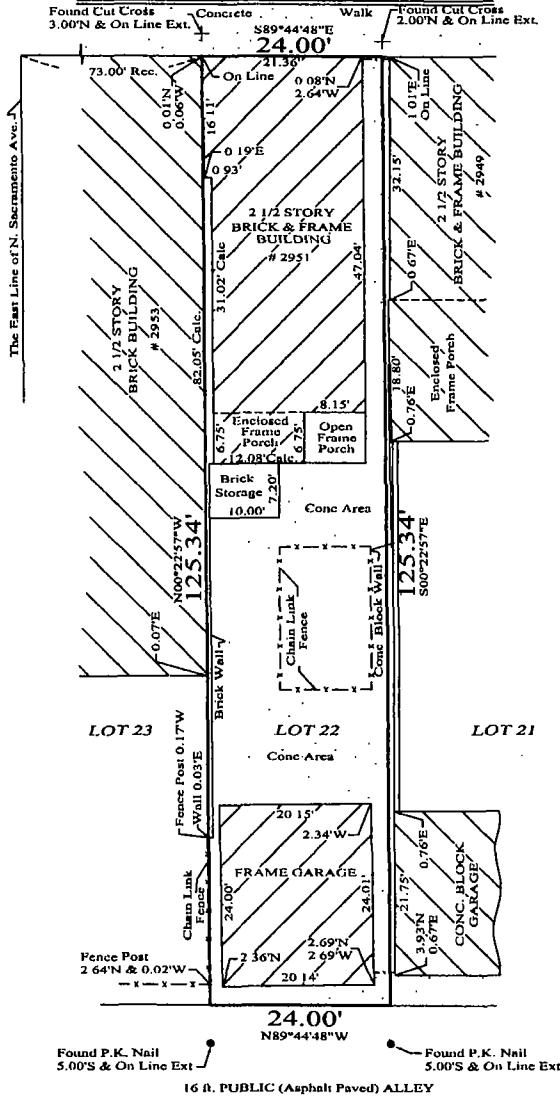 Found Cut Cross
3.00'N & On Line Ext.
Concrete
Walk
Found Cut Cross
2.00'N & On Line Ext.
S89°44'48"E
24.00'
21.36'
73.00' Rec.
On Line
0.08'N
2.64'W
0.01'N
0.06'W
16 11'
1 01'E
On Line
The East Line of N. Sacramento Ave.
0 19'E
0 93'
32.15'
2 1/2 STORY
BRICK & FRAME BUILDING
# 2949
2 1/2 STORY
BRICK & FRAME
BUILDING
# 2951
31.02' Calc
47.04'
0 67'E
2 1/2 STORY
BRICK BUILDING
# 2953
82.05' Calc.
18.80'
Enclosed
Frame Porch
0.76'E
8.15'
Enclosed
Frame
Porch
6.75'
6.75'
12.08'Calc.
Open
Frame
Porch
Brick
Storage
7.20'
10.00'
Conc Area
N00°22'57"W
125.34'
125.34'
S00°22'57"E
Chain Link
Fence
Conc Block Wall
0.07'E
Brick Wall
LOT 23
LOT 22
LOT 21
Conc Area
Fence Post 0.17'W
Wall 0.03'E
20 15'
2.34'W
0.76'E
FRAME GARAGE
24.00'
24.01'
21.75'
CONC. BLOCK
GARAGE
Chain Link
Fence
3.93'N
0.67'E
Fence Post
2 64'N & 0.02'W
2 36'N
2.69'N
2 69'W
20 14'
24.00'
N89°44'48"W
Found P.K. Nail
5.00'S & On Line Ext
Found P.K. Nail
5.00'S & On Line Ext
16 ft. PUBLIC (Asphalt Paved) ALLEY